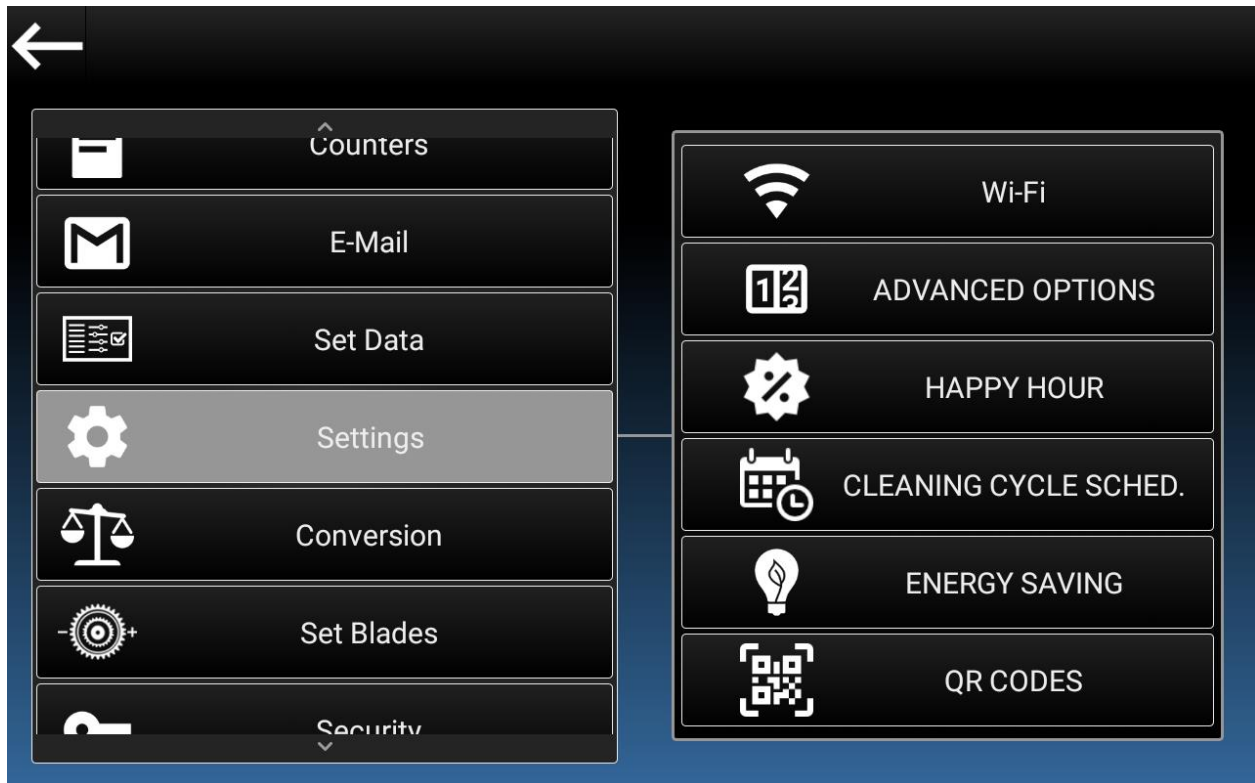 Counters
E-Mail
Set Data
Settings
Conversion
Set Blades
Security
Wi-Fi
ADVANCED OPTIONS
HAPPY HOUR
CLEANING CYCLE SCHED.
ENERGY SAVING
QR CODES